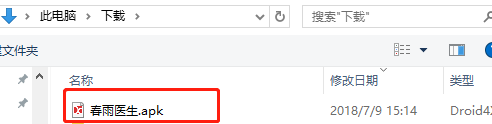 此电脑 > 下载 >
搜索"下载"
文件夹
名称
修改日期
类型
春雨医生.apk
2018/7/9 15:14
Droid4X